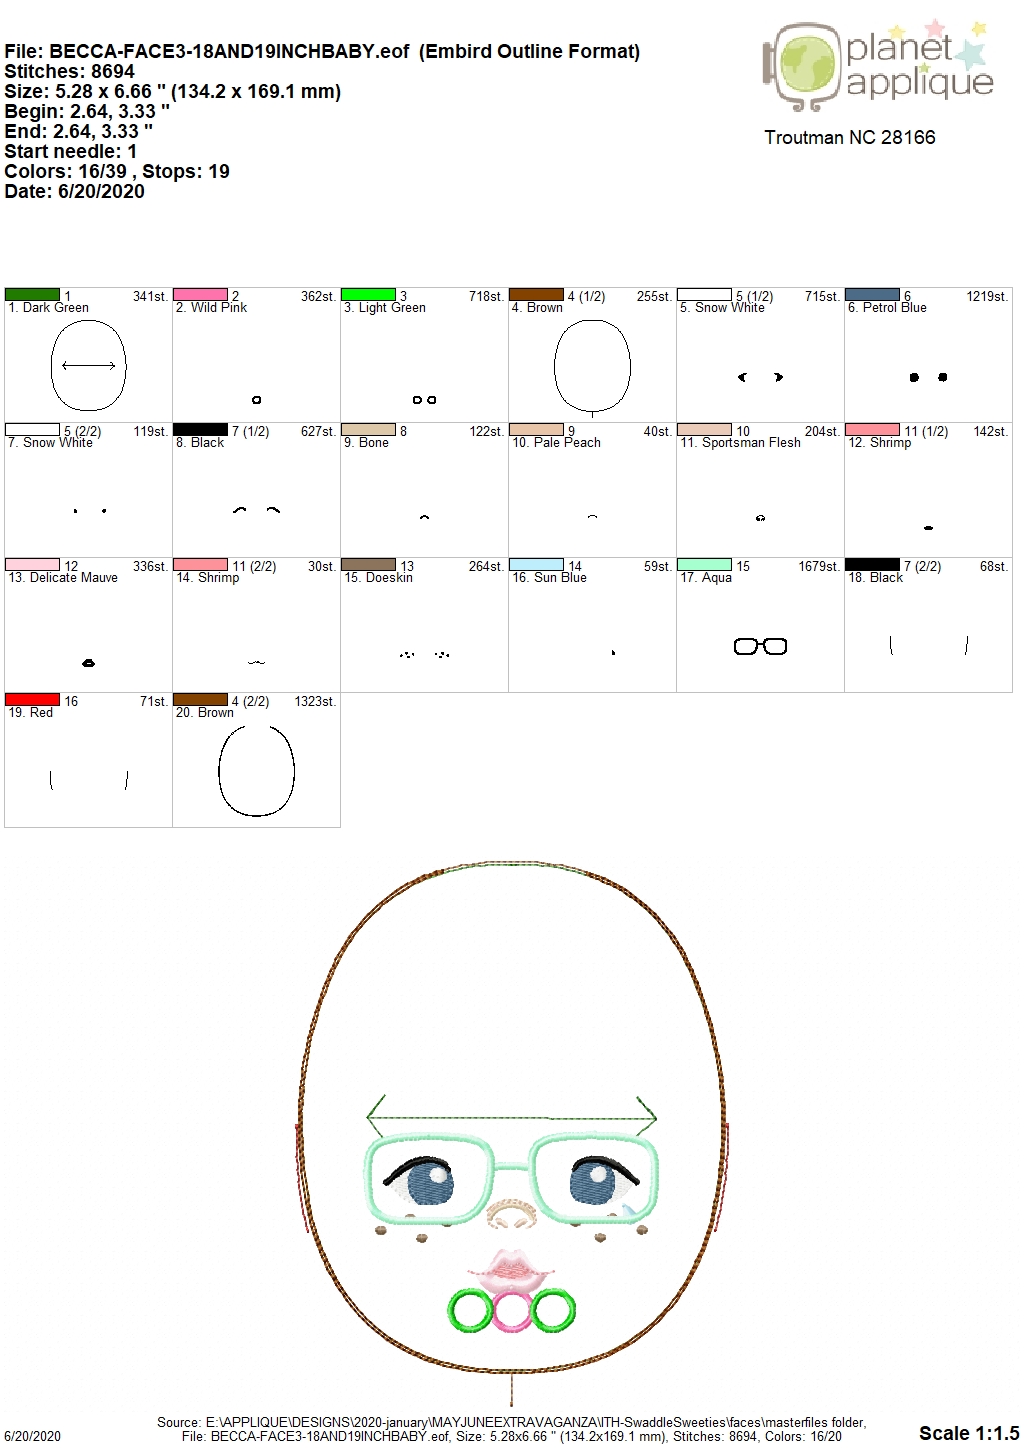 File: BECCA-FACE3-18AND19INCHBABY.eof  (Embird Outline Format)
Stitches: 8694
Size: 5.28 x 6.66 " (134.2 x 169.1 mm)
Begin: 2.64, 3.33 "
End: 2.64, 3.33 "
Start needle: 1
Colors: 16/39 , Stops: 19
Date: 6/20/2020
planet
applique
Troutman NC 28166
1 341st. 2 362st. 3 718st. 4 (1/2) 255st. 5 (1/2) 715st. 6 1219st.
1. Dark Green 2. Wild Pink 3. Light Green 4. Brown 5. Snow White 6. Petrol Blue
5 (2/2) 119st. 7 (1/2) 627st. 8 122st. 9 40st. 10 204st. 11 (1/2) 142st.
7. Snow White 8. Black 9. Bone 10. Pale Peach 11. Sportsman Flesh 12. Shrimp
12 336st. 11 (2/2) 30st. 13 264st. 14 59st. 15 1679st. 7 (2/2) 68st.
13. Delicate Mauve 14. Shrimp 15. Doeskin 16. Sun Blue 17. Aqua 18. Black
16 71st. 4 (2/2) 1323st.
19. Red 20. Brown
Source: E:\APPLIQUE\DESIGNS\2020-january\MAYJUNEEXTRAVAGANZA\ITH-SwaddleSweeties\faces\masterfiles folder,
6/20/2020 File: BECCA-FACE3-18AND19INCHBABY.eof, Size: 5.28x6.66 " (134.2x169.1 mm), Stitches: 8694, Colors: 16/20 Scale 1:1.5